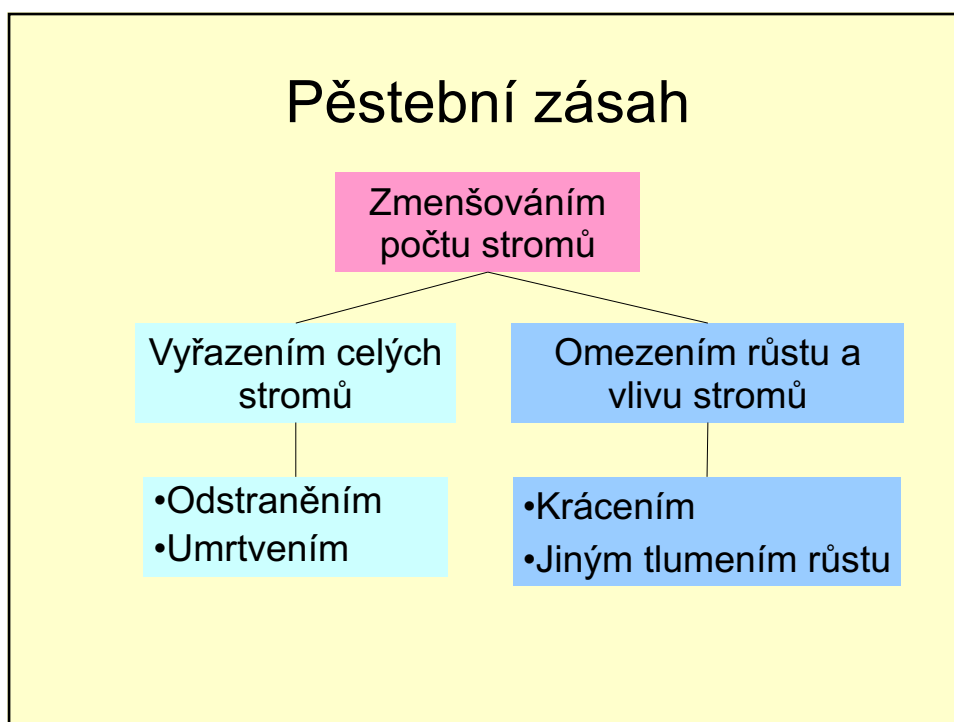 Pěstební zásah
Zmenšováním
počtu stromů
Vyřazením celých
stromů
Omezením růstu a
vlivu stromů
•Odstraněním
•Umrtvením
•Krácením
•Jiným tlumením růstu